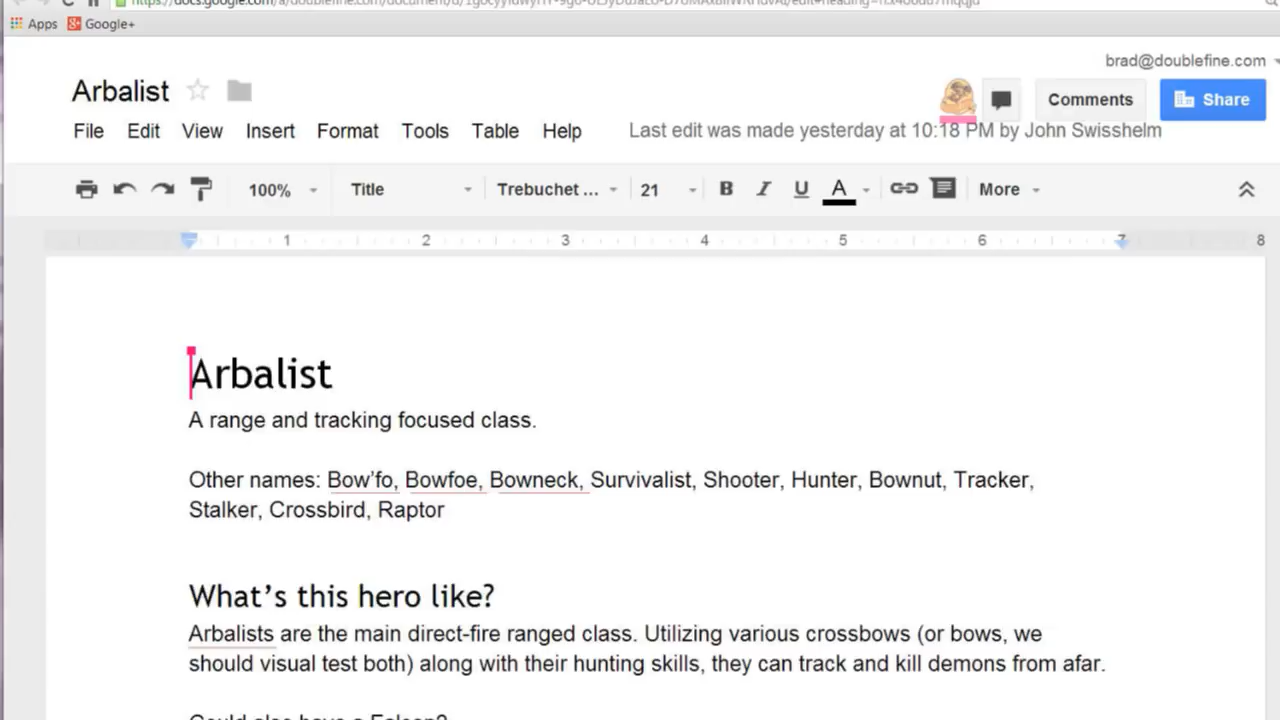 Apps Google+
brad@doublefine.com
Arbalist
Comments Share
File Edit View Insert Format Tools Table Help Last edit was made yesterday at 10:18 PM by John Swisshelm
100% Title Trebuchet ... 21 B I U A More
1 2 3 4 5 6 7 8
Arbalist
A range and tracking focused class.
Other names: Bow’fo, Bowfoe, Bowneck, Survivalist, Shooter, Hunter, Bownut, Tracker,
Stalker, Crossbird, Raptor
What’s this hero like?
Arbalists are the main direct-fire ranged class. Utilizing various crossbows (or bows, we
should visual test both) along with their hunting skills, they can track and kill demons from afar.
Could also have a Falcon?